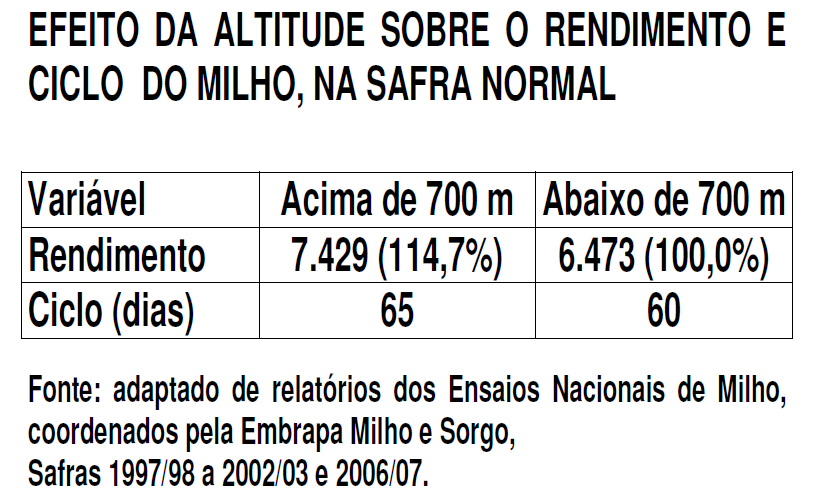 EFEITO DA ALTITUDE SOBRE O RENDIMENTO E
CICLO DO MILHO, NA SAFRA NORMAL
Variável Acima de 700 m Abaixo de 700 m
Rendimento 7.429 (114,7%) 6.473 (100,0%)
Ciclo (dias) 65 60
Fonte: adaptado de relatórios dos Ensaios Nacionais de Milho,
coordenados pela Embrapa Milho e Sorgo,
Safras 1997/98 a 2002/03 e 2006/07.